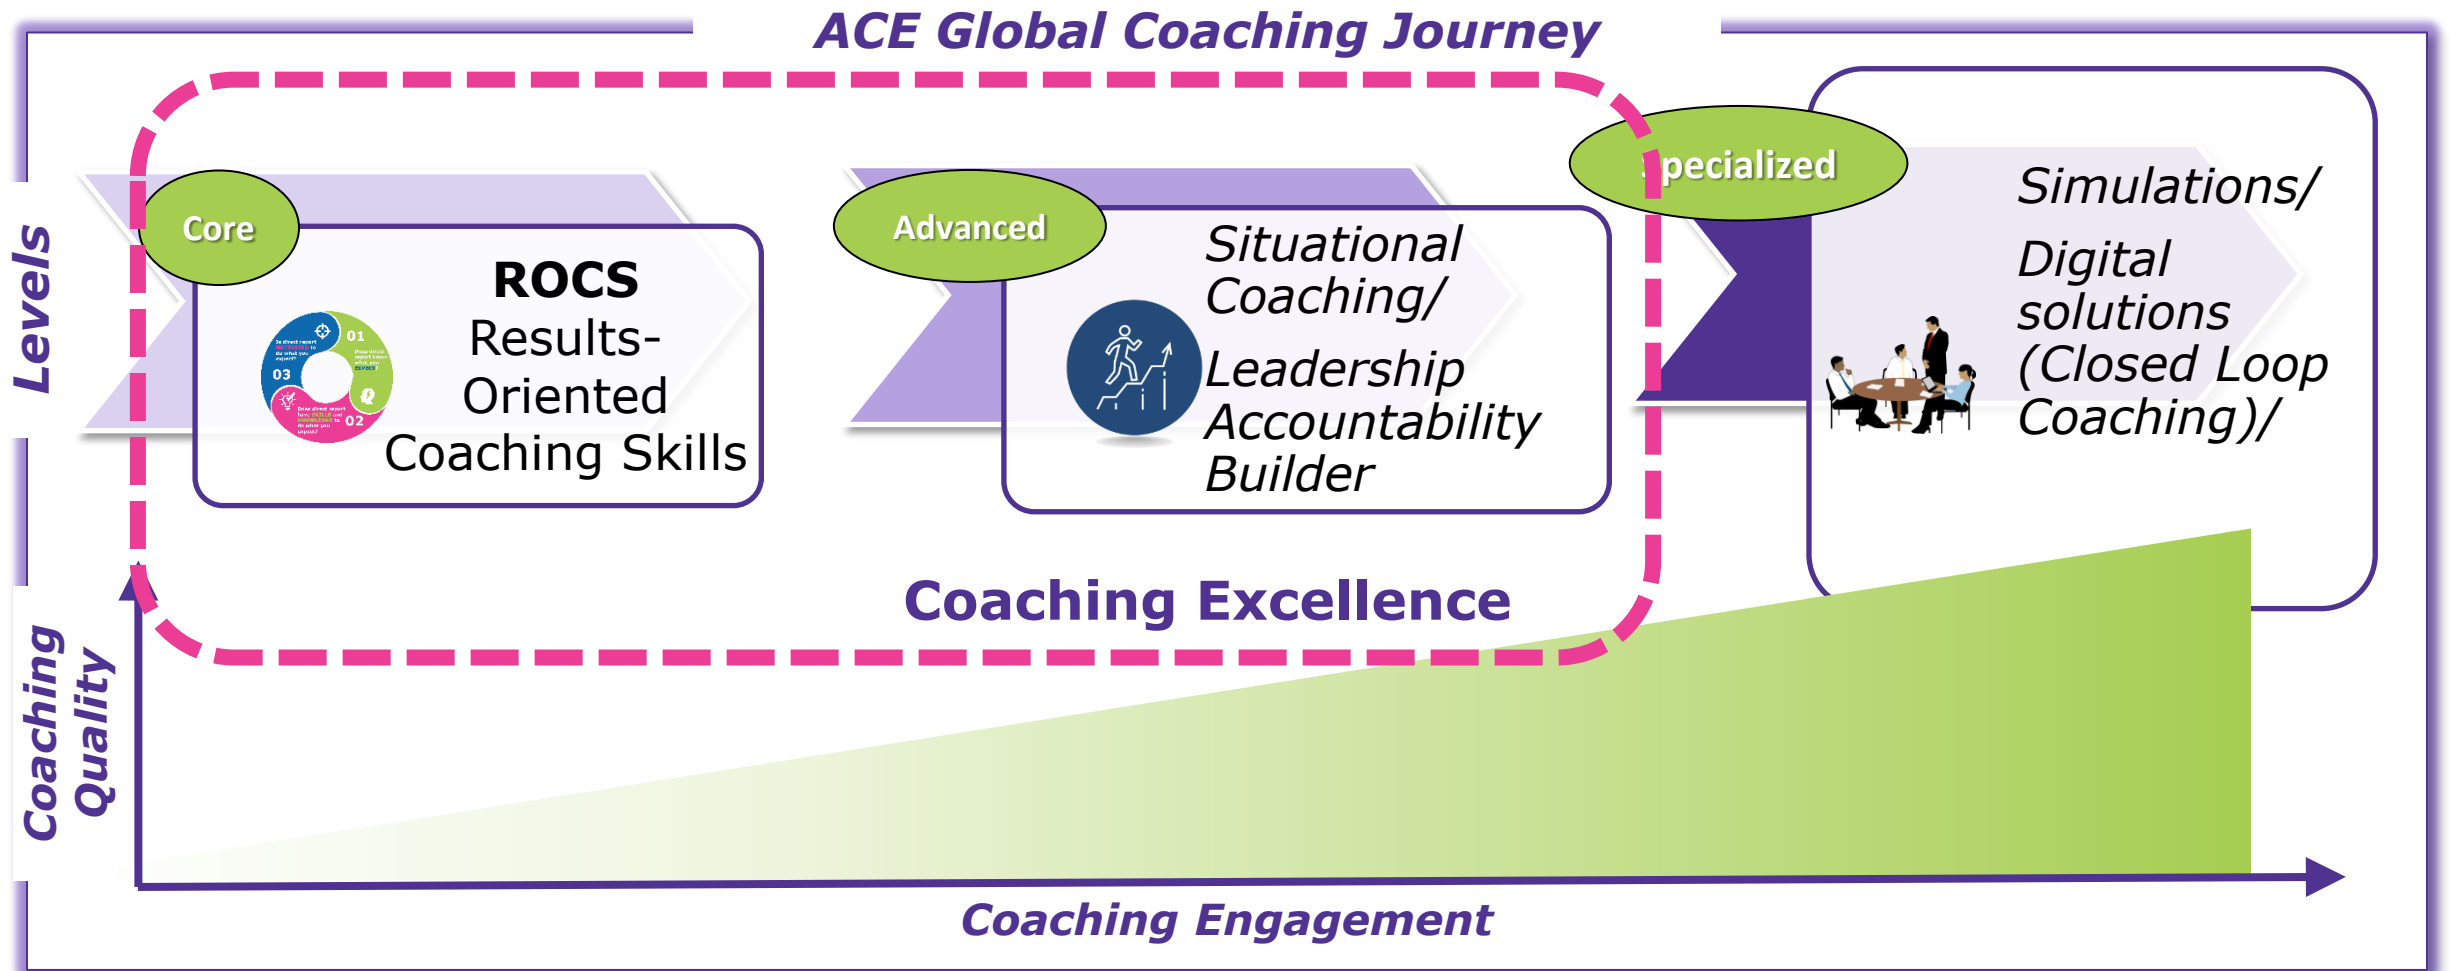 ACE Global Coaching Journey
Levels
Core
ROCS
Results-
Oriented
Coaching Skills
01
02
03
Advanced
Situational
Coaching/
Leadership
Accountability
Builder
Specialized
Simulations/
Digital
solutions
(Closed Loop
Coaching)/
Coaching Excellence
Coaching
Quality
Coaching Engagement